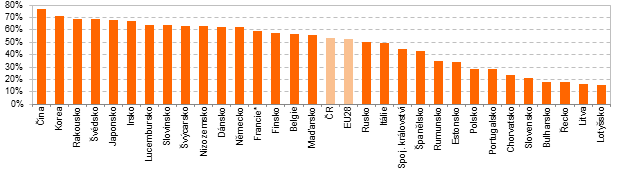 80%
70%
60%
50%
40%
30%
20%
10%
0%
Čína
Korea
Rakousko
Švédsko
Japonsko
Irsko
Lucembursko
Slovinsko
Švýcarsko
Nizozemsko
Dánsko
Německo
Francie*
Finsko
Belgie
Maďarsko
ČR
EU28
Rusko
Itálie
Spoj. království
Španělsko
Rumunsko
Estonsko
Polsko
Portugalsko
Chorvatsko
Slovensko
Bulharsko
Řecko
Litva
Lotyšsko